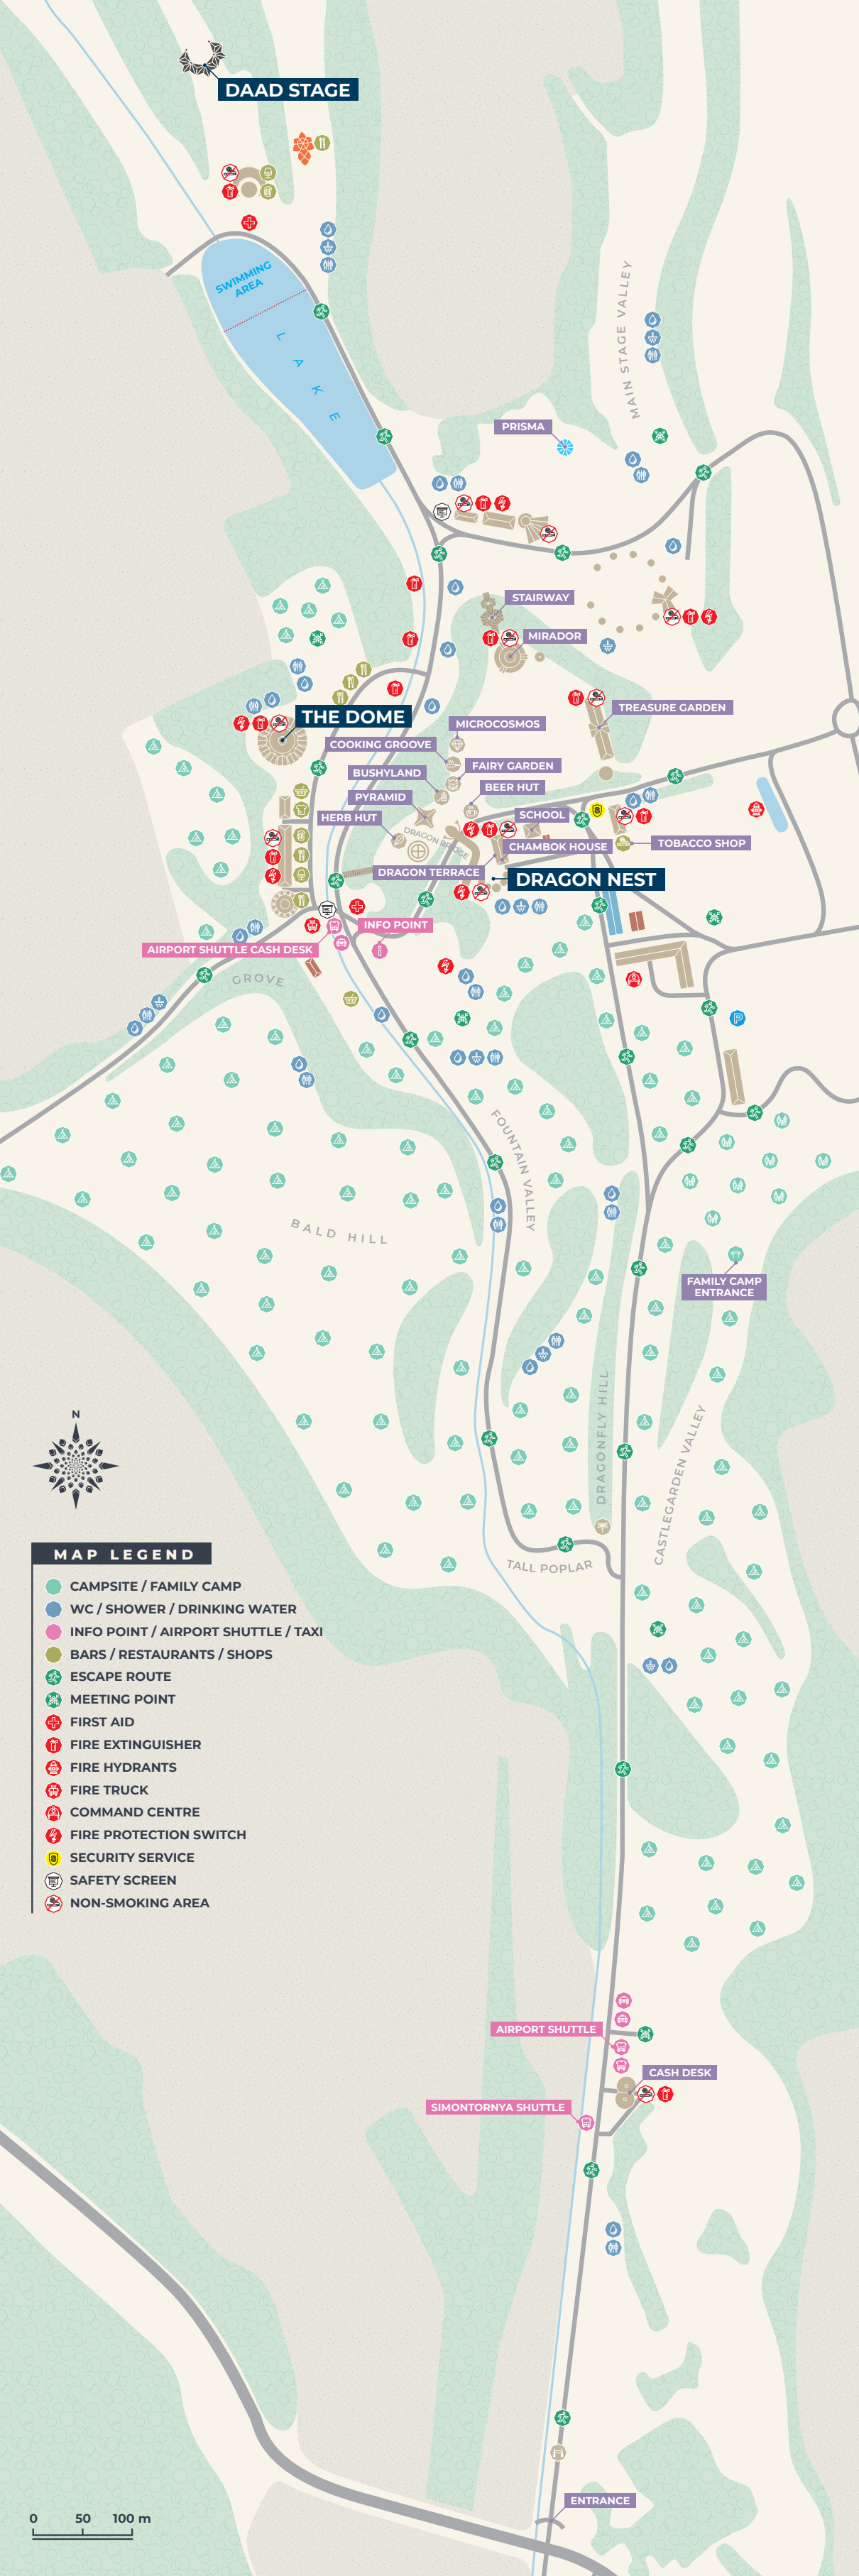 DAAD STAGE
SWIMMING
AREA
LAKE
MAIN STAGE VALLEY
PRISMA
STAIRWAY
MIRADOR
TREASURE GARDEN
THE DOME
MICROCOSMOS
COOKING GROOVE
FAIRY GARDEN
BUSHYLAND
BEER HUT
PYRAMID
SCHOOL
HERB HUT
DRAGON BRIDGE
CHAMBOK HOUSE
TOBACCO SHOP
DRAGON TERRACE
DRAGON NEST
INFO POINT
AIRPORT SHUTTLE CASH DESK
GROVE
P
FOUNTAIN VALLEY
BALD HILL
FAMILY CAMP
ENTRANCE
DRAGONFLY HILL
CASTLEGARDEN VALLEY
TALL POPLAR
N
MAP LEGEND
CAMPSITE / FAMILY CAMP
WC / SHOWER / DRINKING WATER
INFO POINT / AIRPORT SHUTTLE / TAXI
BARS / RESTAURANTS / SHOPS
ESCAPE ROUTE
MEETING POINT
FIRST AID
FIRE EXTINGUISHER
FIRE HYDRANTS
FIRE TRUCK
COMMAND CENTRE
FIRE PROTECTION SWITCH
SECURITY SERVICE
SAFETY SCREEN
NON-SMOKING AREA
AIRPORT SHUTTLE
CASH DESK
SIMONTORNYA SHUTTLE
ENTRANCE
0 50 100 m